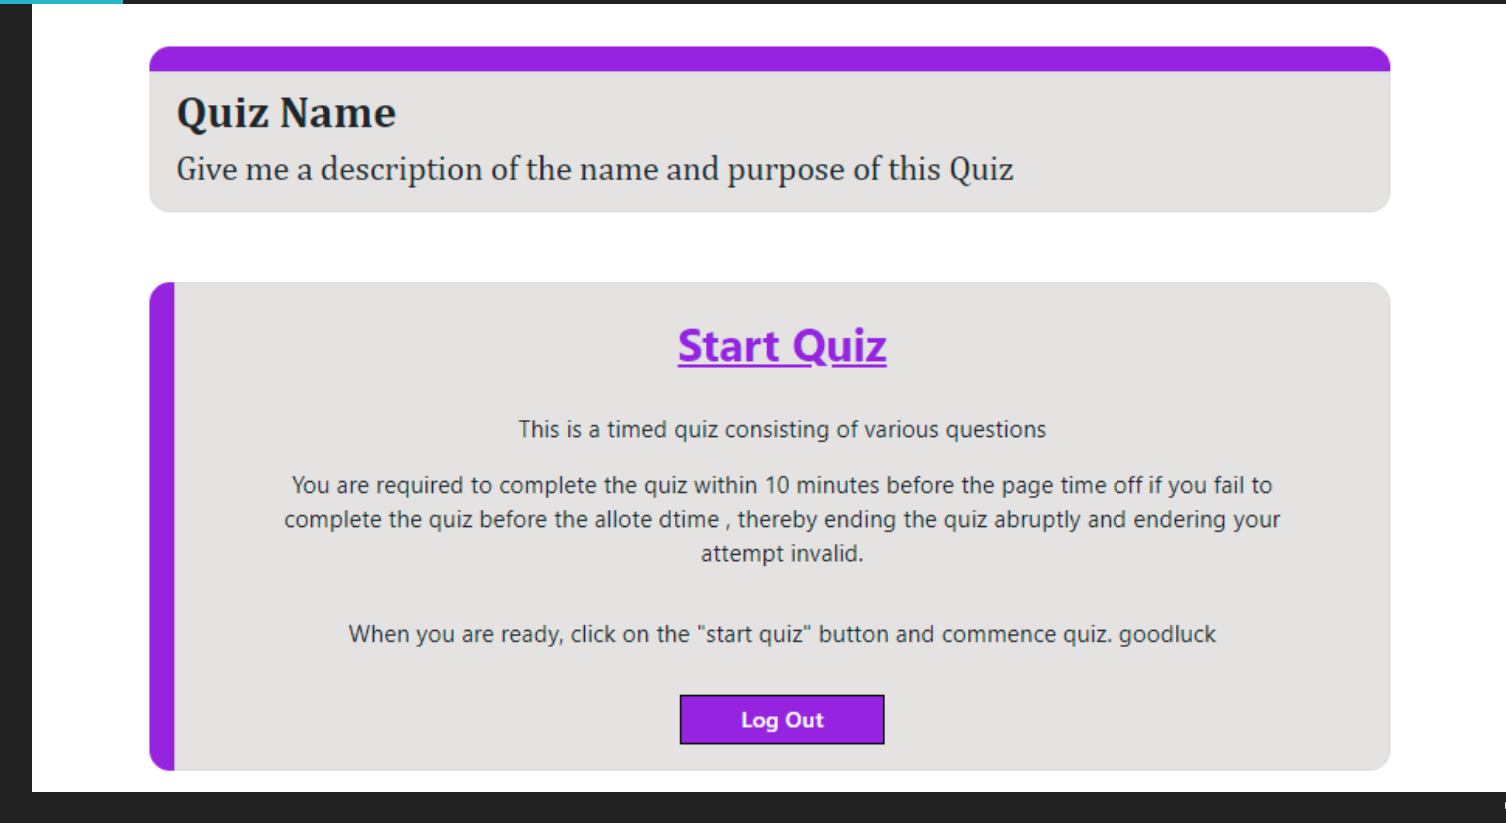 Quiz Name
Give me a description of the name and purpose of this Quiz
Start Quiz
This is a timed quiz consisting of various questions
You are required to complete the quiz within 10 minutes before the page time off if you fail to
complete the quiz before the allote dtime , thereby ending the quiz abruptly and endering your
attempt invalid.
When you are ready, click on the "start quiz" button and commence quiz. goodluck
Log Out